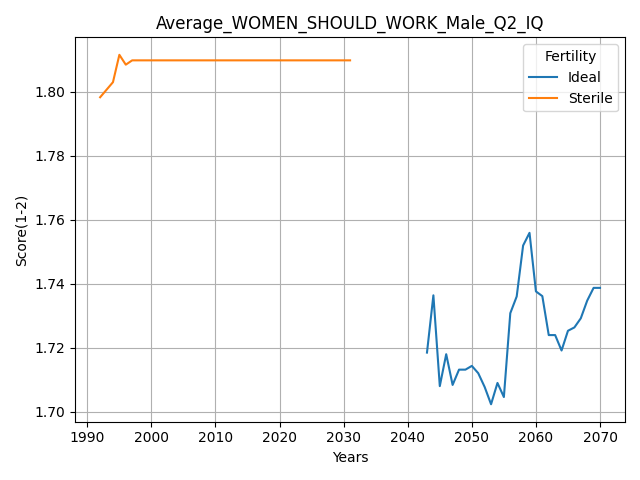 Average_WOMEN_SHOULD_WORK_Male_Q2_IQ
Fertility
Ideal
Sterile
Score(1-2)
1.80
1.78
1.76
1.74
1.72
1.70
1990 2000 2010 2020 2030 2040 2050 2060 2070
Years